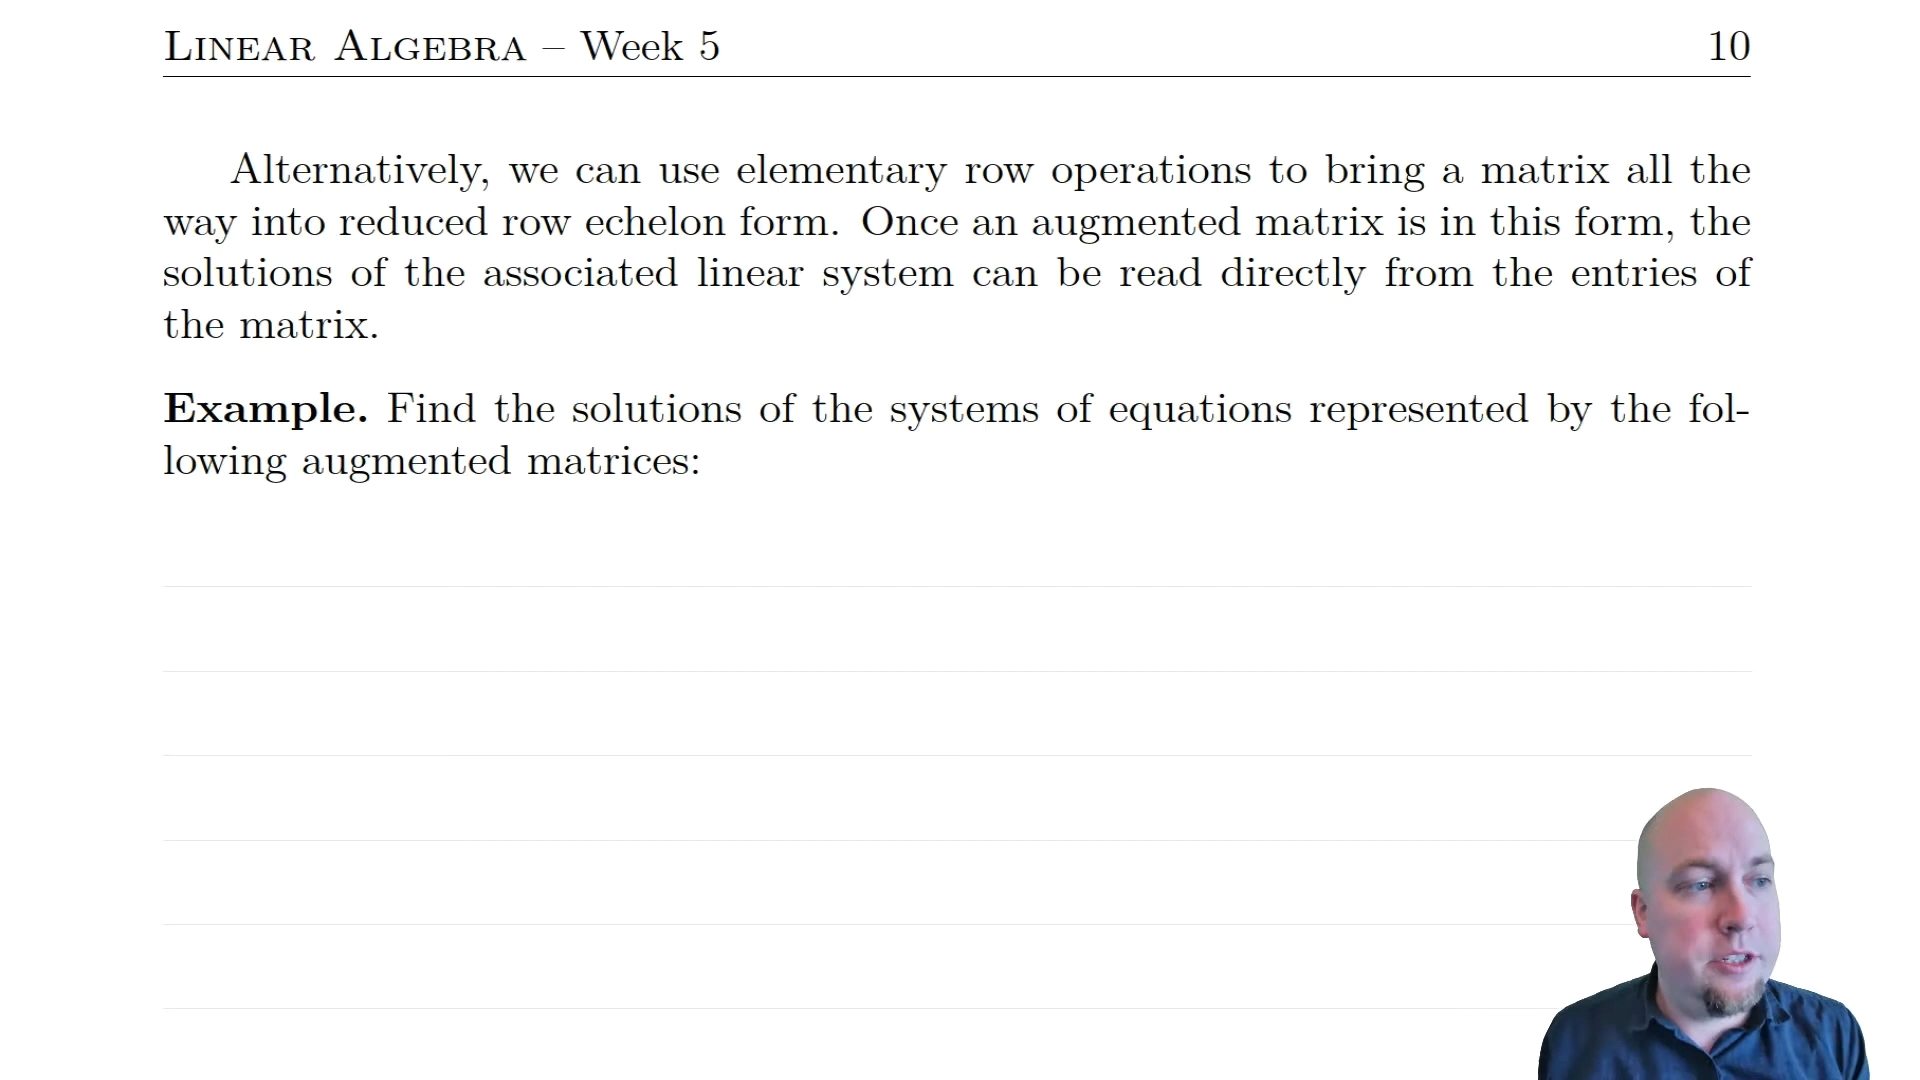 Linear Algebra – Week 5 10
Alternatively, we can use elementary row operations to bring a matrix all the
way into reduced row echelon form. Once an augmented matrix is in this form, the
solutions of the associated linear system can be read directly from the entries of
the matrix.
Example. Find the solutions of the systems of equations represented by the fol-
lowing augmented matrices: